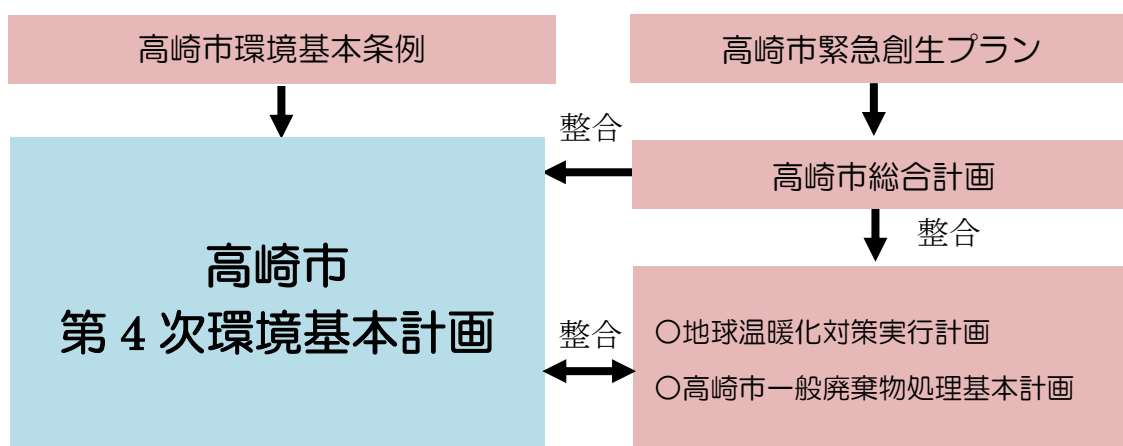 高崎市環境基本条例
高崎市緊急創生プラン
整合
高崎市総合計画
整合
高崎市
第 4 次環境基本計画
整合
○地球温暖化対策実行計画
○高崎市一般廃棄物処理基本計画